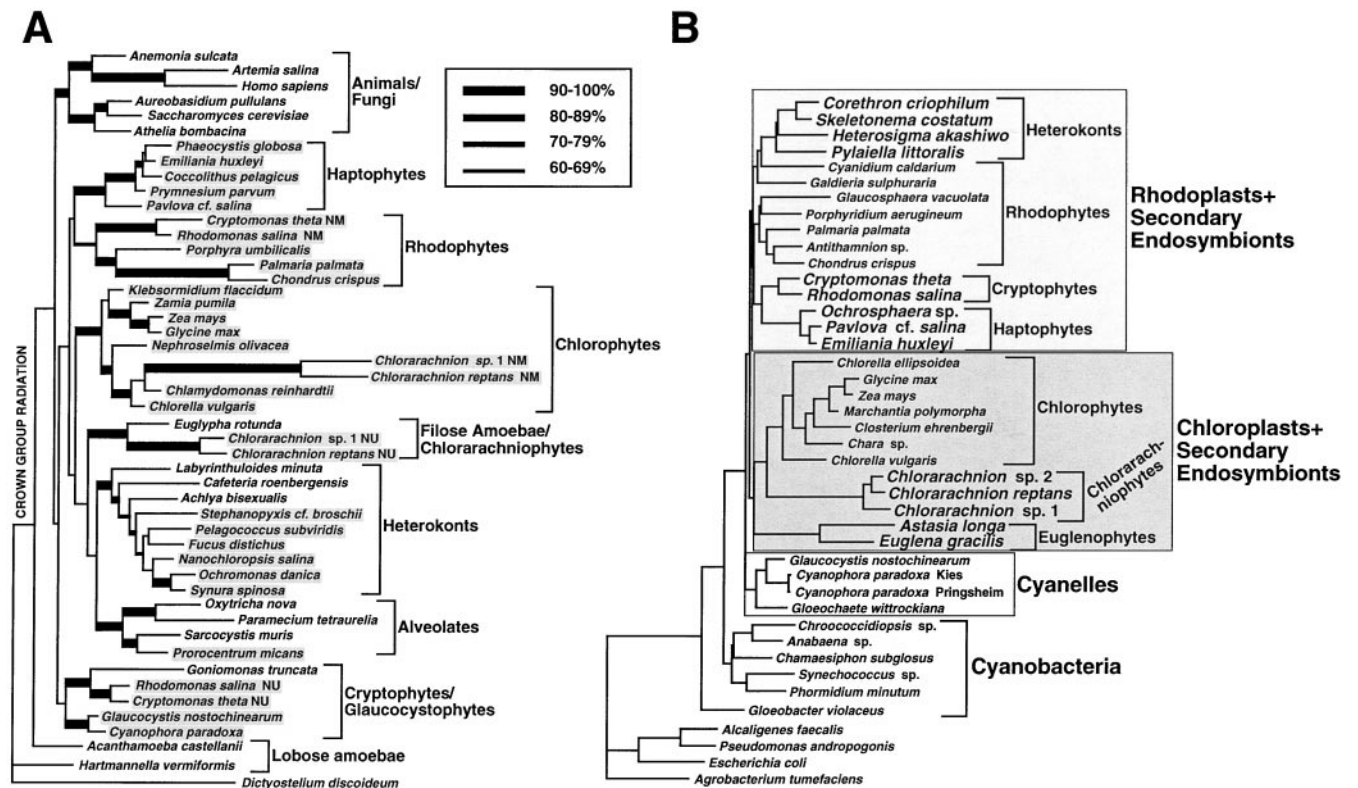 A
CROWN GROUP RADIATION
Anemonia sulcata
Artemia salina
Homo sapiens
Aureobasidium pullulans
Saccharomyces cerevisiae
Athelia bombacina
Animals/
Fungi
Phaeocystis globosa
Emiliania huxleyi
Coccolithus pelagicus
Prymnesium parvum
Pavlova cf. salina
Haptophytes
Cryptomonas theta NM
Rhodomonas salina NM
Porphyra umbilicalis
Palmaria palmata
Chondrus crispus
Rhodophytes
Klebsormidium flaccidum
Zamia pumila
Zea mays
Glycine max
Nephroselmis olivacea
Chlorarachnion sp. 1 NM
Chlorarachnion reptans NM
Chlamydomonas reinhardtii
Chlorella vulgaris
Chlorophytes
Euglypha rotunda
Chlorarachnion sp. 1 NU
Chlorarachnion reptans NU
Filose Amoebae/
Chlorarachniophytes
Labyrinthuloides minuta
Cafeteria roenbergensis
Achlya bisexualis
Stephanopyxis cf. broschii
Pelagococcus subviridis
Fucus distichus
Nanochloropsis salina
Ochromonas danica
Synura spinosa
Heterokonts
Oxytricha nova
Paramecium tetraurelia
Sarcocystis muris
Prorocentrum micans
Alveolates
Goniomonas truncata
Rhodomonas salina NU
Cryptomonas theta NU
Glaucocystis nostochinearum
Cyanophora paradoxa
Cryptophytes/
Glaucocystophytes
Acanthamoeba castellanii
Hartmannella vermiformis
Lobose amoebae
Dictyostelium discoideum
90-100%
80-89%
70-79%
60-69%
B
Corethron criophilum
Skeletonema costatum
Heterosigma akashiwo
Pylaiella littoralis
Heterokonts
Cyanidium caldarium
Galdieria sulphuraria
Glaucosphaera vacuolata
Porphyridium aerugineum
Palmaria palmata
Antithamnion sp.
Chondrus crispus
Rhodophytes
Cryptomonas theta
Rhodomonas salina
Cryptophytes
Ochrosphaera sp.
Pavlova cf. salina
Emiliania huxleyi
Haptophytes
Rhodoplasts+
Secondary
Endosymbionts
Chlorella ellipsoidea
Glycine max
Zea mays
Marchantia polymorpha
Closterium ehrenbergii
Chara sp.
Chlorella vulgaris
Chlorophytes
Chlorarachnion sp. 2
Chlorarachnion reptans
Chlorarachnion sp. 1
Chlorarach-
niophytes
Astasia longa
Euglena gracilis
Euglenophytes
Chloroplasts+
Secondary
Endosymbionts
Glaucocystis nostochinearum
Cyanophora paradoxa Kies
Cyanophora paradoxa Pringsheim
Gloeochaete wittrockiana
Cyanelles
Chroococcidiopsis sp.
Anabaena sp.
Chamaesiphon subglosus
Synechococcus sp.
Phormidium minutum
Gloeobacter violaceus
Cyanobacteria
Alcaligenes faecalis
Pseudomonas andropogonis
Escherichia coli
Agrobacterium tumefaciens